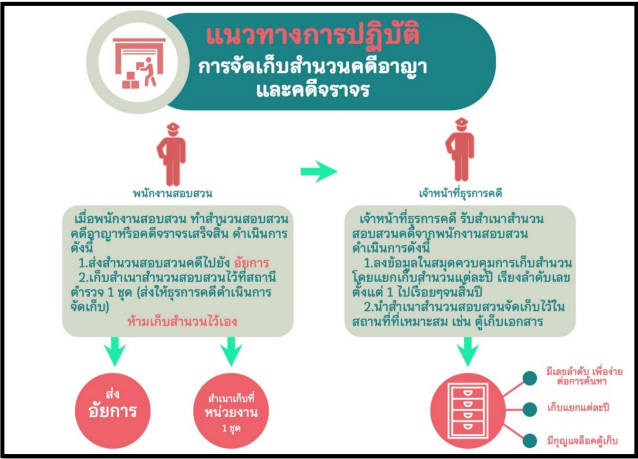 แนวทางการปฏิบัติ
การจัดเก็บสำนวนคดีอาญา
และคดีจราจร
พนักงานสอบสวน
เมื่อพนักงานสอบสวน ทำสำนวนสอบสวน
คดีอาญาหรือคดีจราจรเสร็จสิ้น ดำเนินการ
ดังนี้
1.ส่งสำนวนสอบสวนคดีไปยัง อัยการ
2.เก็บสำเนาสำนวนสอบสวนไว้ที่สถานี
ตำรวจ 1 ชุด (ส่งให้ธุรการคดีดำเนินการ
จัดเก็บ)
ห้ามเก็บสำนวนไว้เอง
ส่ง
อัยการ
สำเนาเก็บที่
หน่วยงาน
1 ชุด
เจ้าหน้าที่ธุรการคดี
เจ้าหน้าที่ธุรการคดี รับสำเนาสำนวน
สอบสวนคดีจากพนักงานสอบสวน
ดำเนินการดังนี้
1.ลงข้อมูลในสมุดควบคุมการเก็บสำนวน
โดยแยกเก็บสำนวนแต่ละปี เรียงลำดับเลข
ตั้งแต่ 1 ไปเรื่อยๆจนสิ้นปี
2.นำสำเนาสำนวนสอบสวนจัดเก็บไว้ใน
สถานที่ที่เหมาะสม เช่น ตู้เก็บเอกสาร
มีเลขลำดับ เพื่อง่าย
ต่อการค้นหา
เก็บแยกแต่ละปี
มีกุญแจล็อคตู้เก็บ